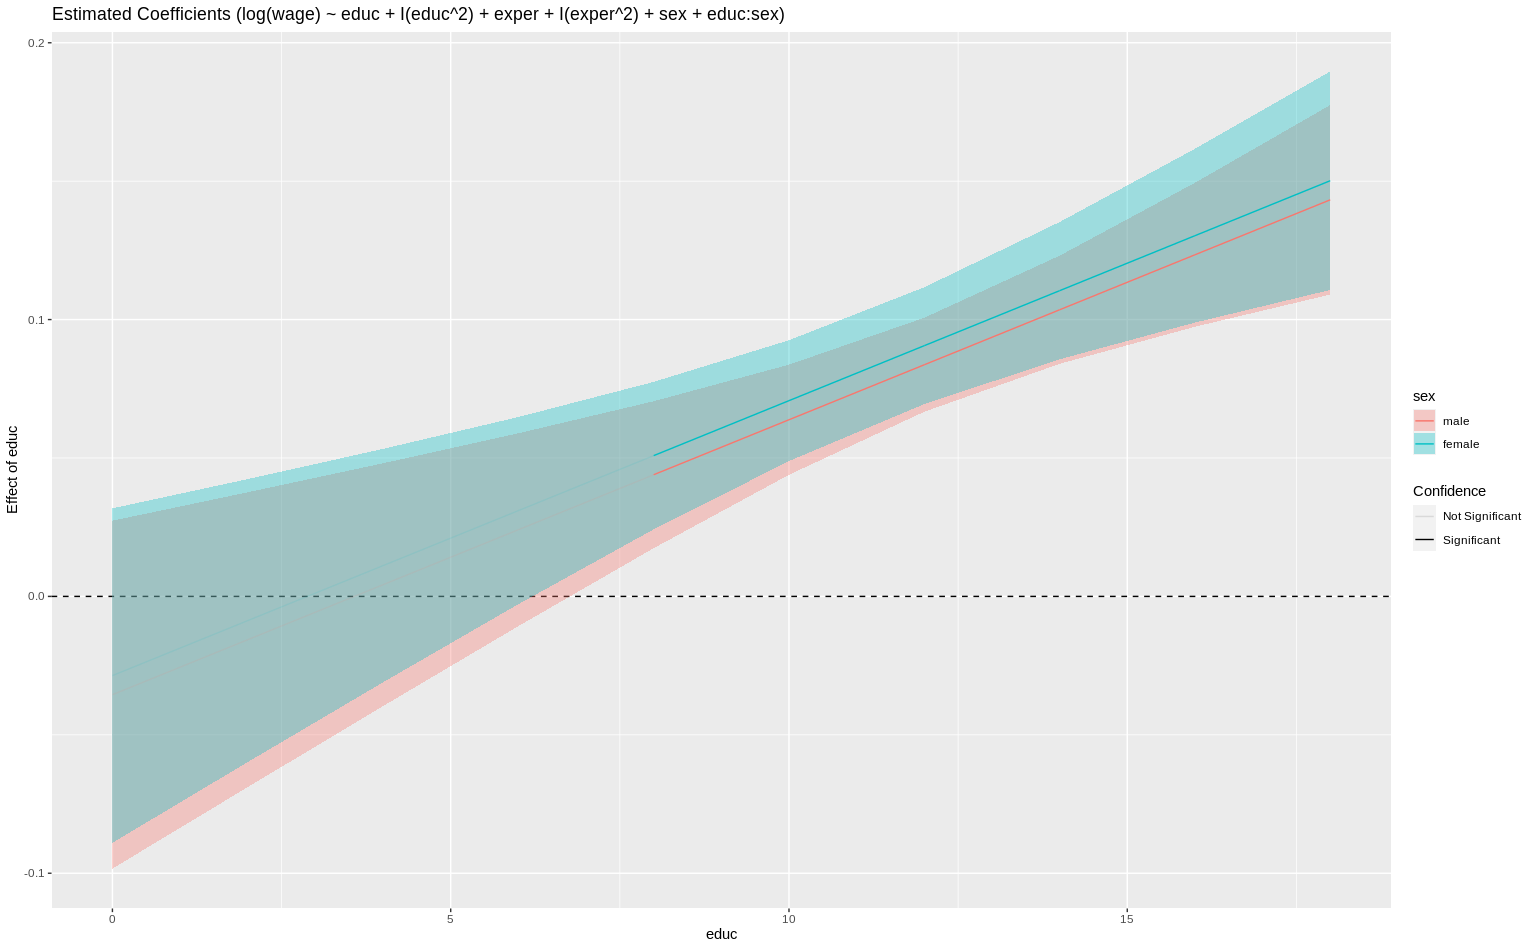 Estimated Coefficients (log(wage) ~ educ + I(educ^2) + exper + I(exper^2) + sex + educ:sex)
0.2
0.1
0.0
-0.1
Effect of educ
0
5
10
15
educ
sex
male
female
Confidence
Not Significant
Significant